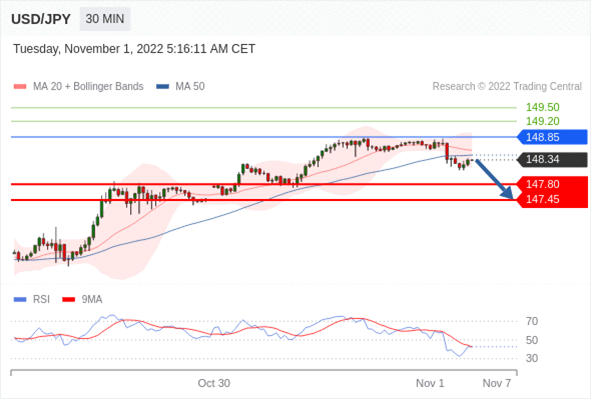 USD/JPY 30 MIN
Tuesday, November 1, 2022 5:16:11 AM CET
MA 20 + Bollinger Bands MA 50 Research © 2022 Trading Central
149.50
149.20
148.85
148.34
147.80
147.45
RSI 9MA
70
50
30
Oct 30 Nov 1 Nov 7